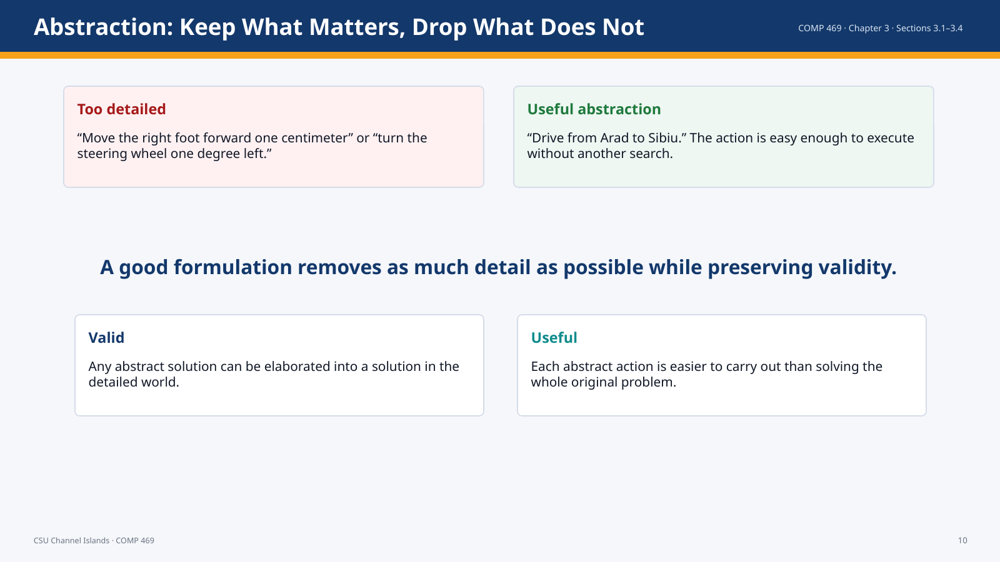 Abstraction: Keep What Matters, Drop What Does Not
COMP 469 · Chapter 3 · Sections 3.1–3.4
Too detailed
“Move the right foot forward one centimeter” or “turn the
steering wheel one degree left.”
Useful abstraction
“Drive from Arad to Sibiu.” The action is easy enough to execute
without another search.
A good formulation removes as much detail as possible while preserving validity.
Valid
Any abstract solution can be elaborated into a solution in the
detailed world.
Useful
Each abstract action is easier to carry out than solving the
whole original problem.
CSU Channel Islands · COMP 469
10